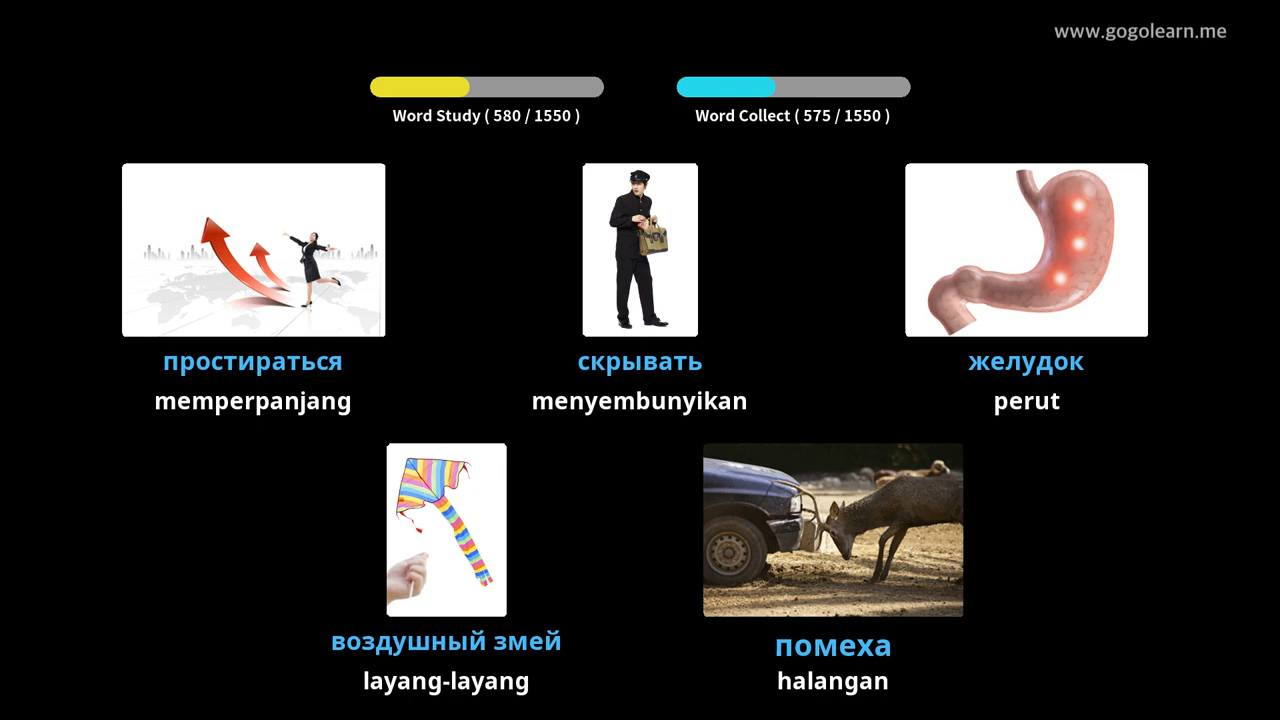 www.gogolearn.me
Word Study ( 580 / 1550 )
Word Collect ( 575 / 1550 )
простираться
memperpanjang
скрывать
menyembunyikan
желудок
perut
воздушный змей
layang-layang
помеха
halangan